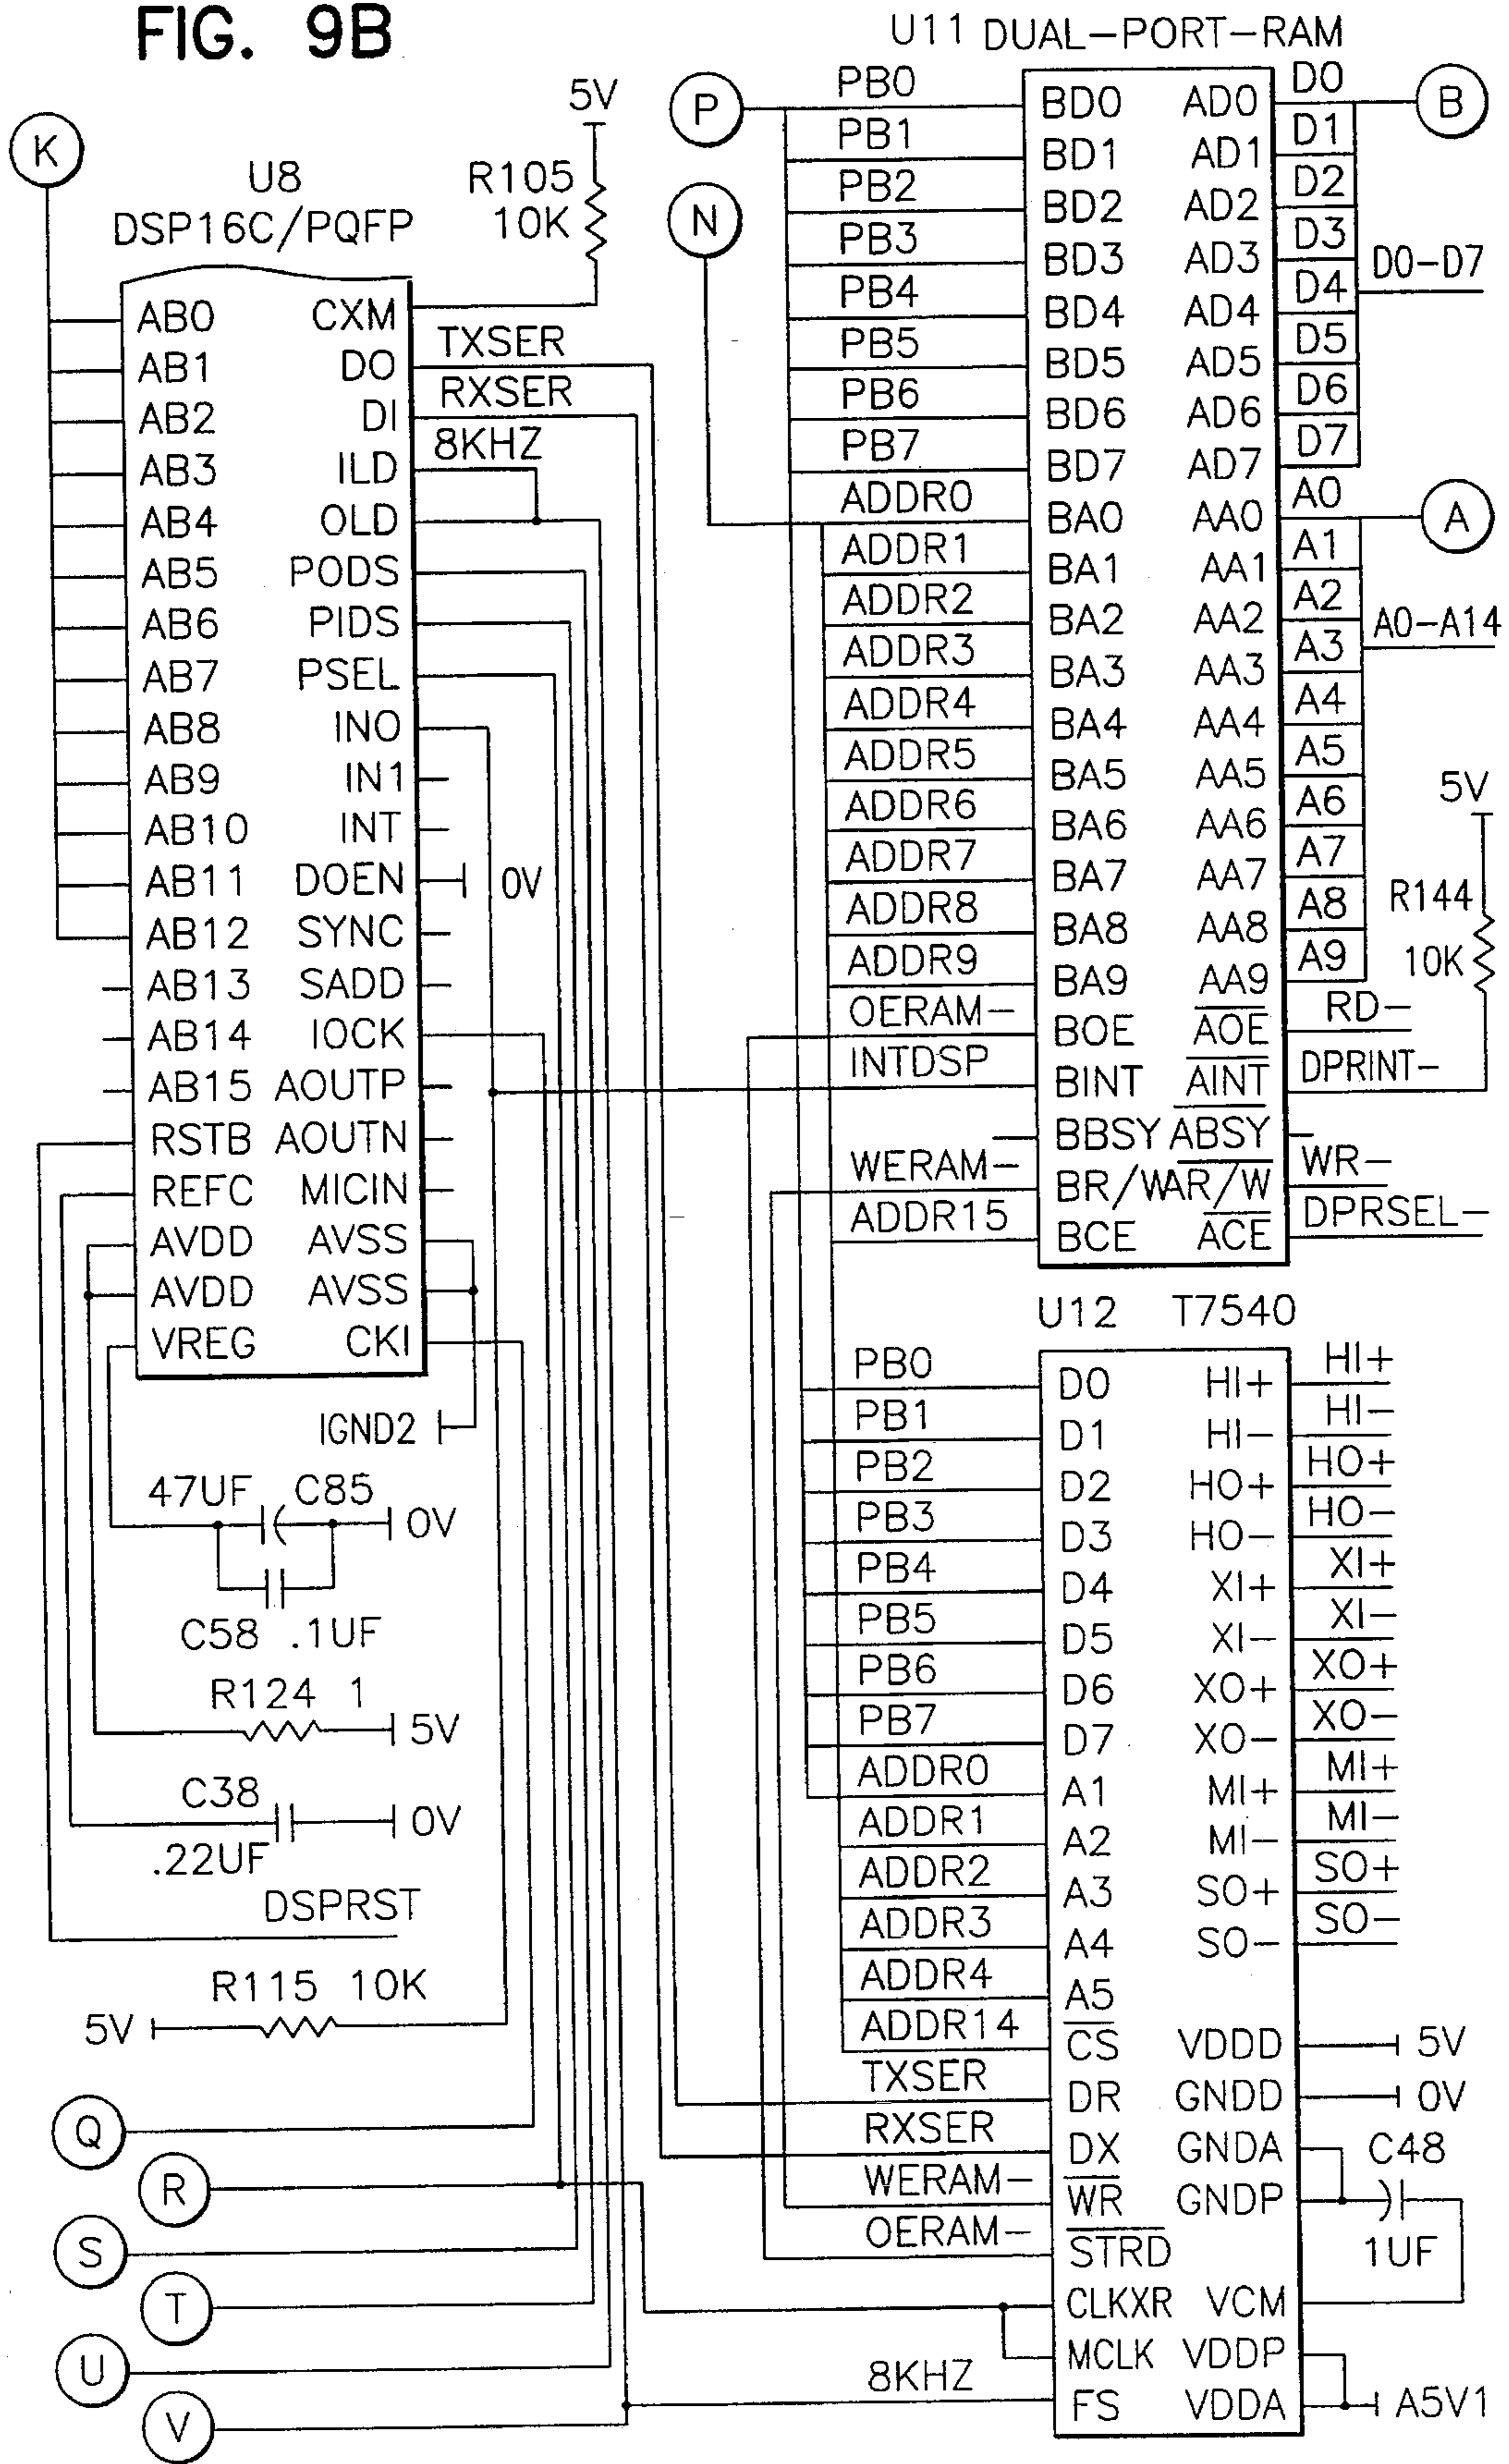 FIG. 9B
K
U8
DSP16C/PQFP
5V
R105
10K
AB0 CXM
AB1 DO TXSER
AB2 DI RXSER
AB3 ILD 8KHZ
AB4 OLD
AB5 PODS
AB6 PIDS
AB7 PSEL
AB8 INO
AB9 IN1
AB10 INT
AB11 DOEN 0V
AB12 SYNC
AB13 SADD
AB14 IOCK
AB15 AOUTP
RSTB AOUTN
REFC MICIN
AVDD AVSS
AVDD AVSS
VREG CKI
IGND2
47UF C85
0V
C58 .1UF
R124 1
5V
C38
0V
.22UF
DSPRST
R115 10K
5V
Q
R
S
T
U
V
U11 DUAL-PORT-RAM
P
N
PB0 BD0 AD0 D0 B
PB1 BD1 AD1 D1
PB2 BD2 AD2 D2
PB3 BD3 AD3 D3
D0-D7
PB4 BD4 AD4 D4
PB5 BD5 AD5 D5
PB6 BD6 AD6 D6
PB7 BD7 AD7 D7
ADDR0 BA0 AA0 A0 A
ADDR1 BA1 AA1 A1
ADDR2 BA2 AA2 A2
A0-A14
ADDR3 BA3 AA3 A3
ADDR4 BA4 AA4 A4
ADDR5 BA5 AA5 A5
5V
ADDR6 BA6 AA6 A6
ADDR7 BA7 AA7 A7
R144
ADDR8 BA8 AA8 A8
10K
ADDR9 BA9 AA9 A9
OERAM- BOE AOE RD-
INTDSP BINT AINT DPRINT-
BBSY ABSY
WERAM- BR/W AR/W WR-
ADDR15 BCE ACE DPRSEL-
U12 T7540
PB0 D0 HI+ HI+
PB1 D1 HI- HI-
PB2 D2 HO+ HO+
PB3 D3 HO- HO-
PB4 D4 XI+ XI+
PB5 D5 XI- XI-
PB6 D6 XO+ XO+
PB7 D7 XO- XO-
ADDR0 A1 MI+ MI+
ADDR1 A2 MI- MI-
ADDR2 A3 SO+ SO+
ADDR3 A4 SO- SO-
ADDR4 A5
ADDR14 CS VDDD 5V
TXSER DR GNDD 0V
RXSER DX GNDA C48
WERAM- WR GNDP
OERAM- STRD 1UF
CLKXR VCM
MCLK VDDP
8KHZ FS VDDA A5V1